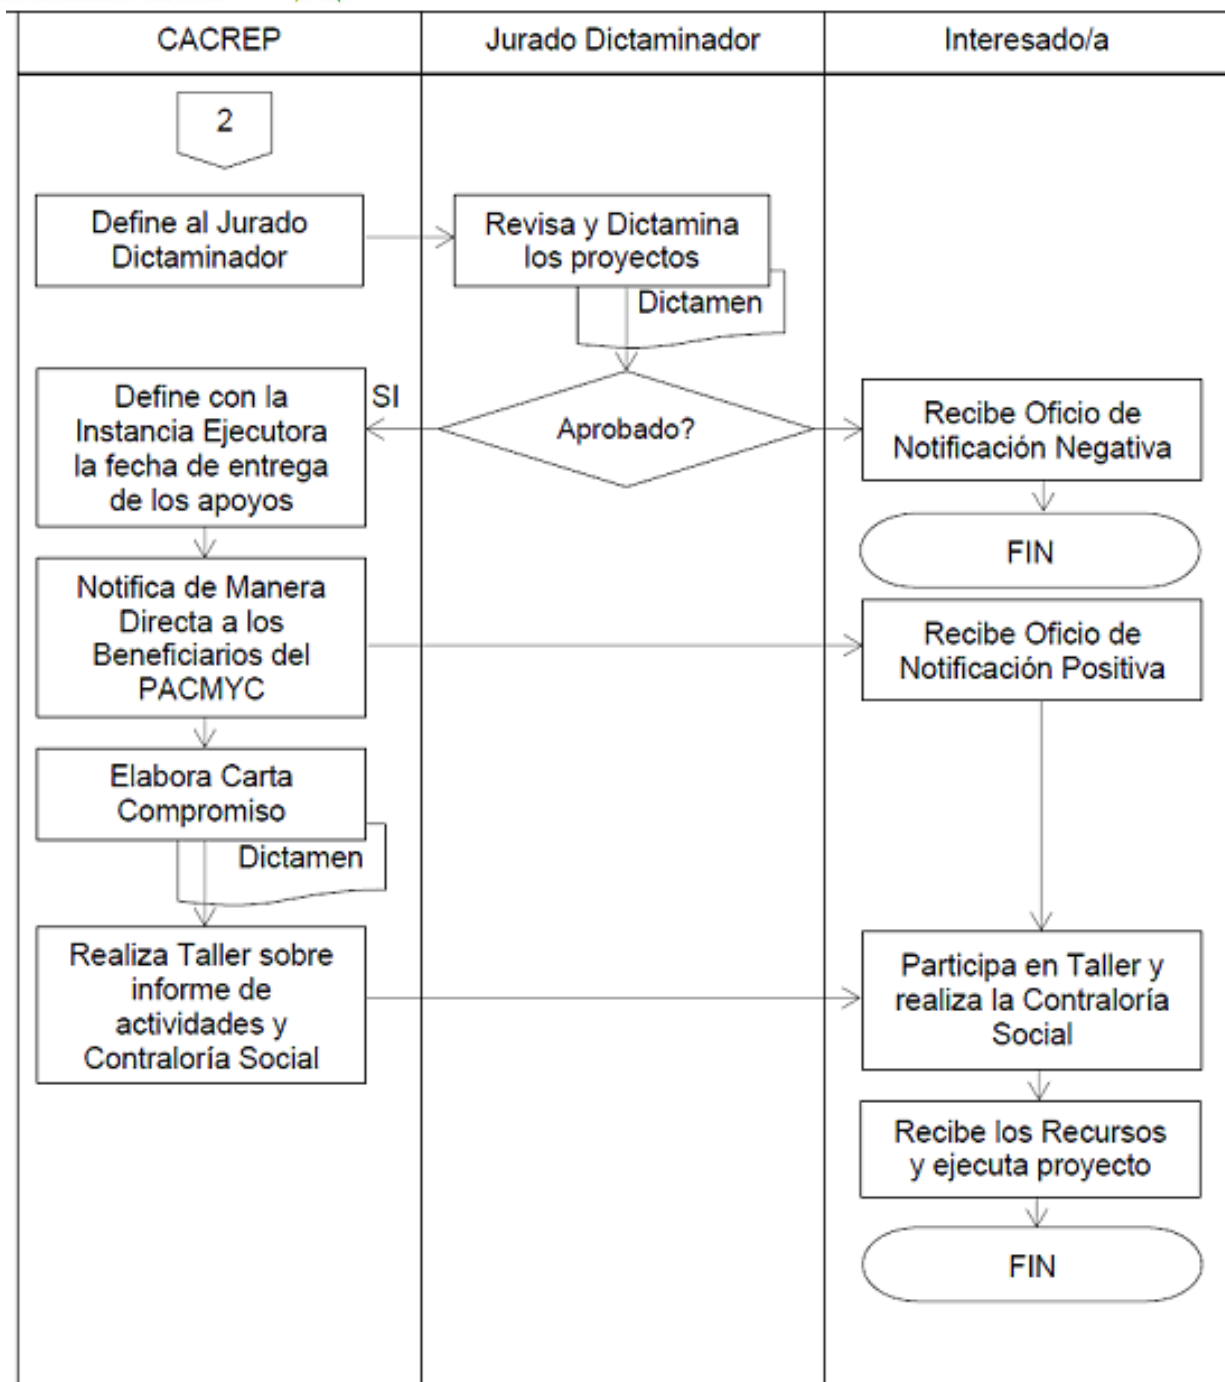 CACREP
Jurado Dictaminador
Interesado/a
2
Define al Jurado
Dictaminador
Revisa y Dictamina
los proyectos
Dictamen
Define con la
Instancia Ejecutora
la fecha de entrega
de los apoyos
SI
Aprobado?
Recibe Oficio de
Notificación Negativa
FIN
Notifica de Manera
Directa a los
Beneficiarios del
PACMYC
Recibe Oficio de
Notificación Positiva
Elabora Carta
Compromiso
Dictamen
Realiza Taller sobre
informe de
actividades y
Contraloría Social
Participa en Taller y
realiza la Contraloría
Social
Recibe los Recursos
y ejecuta proyecto
FIN